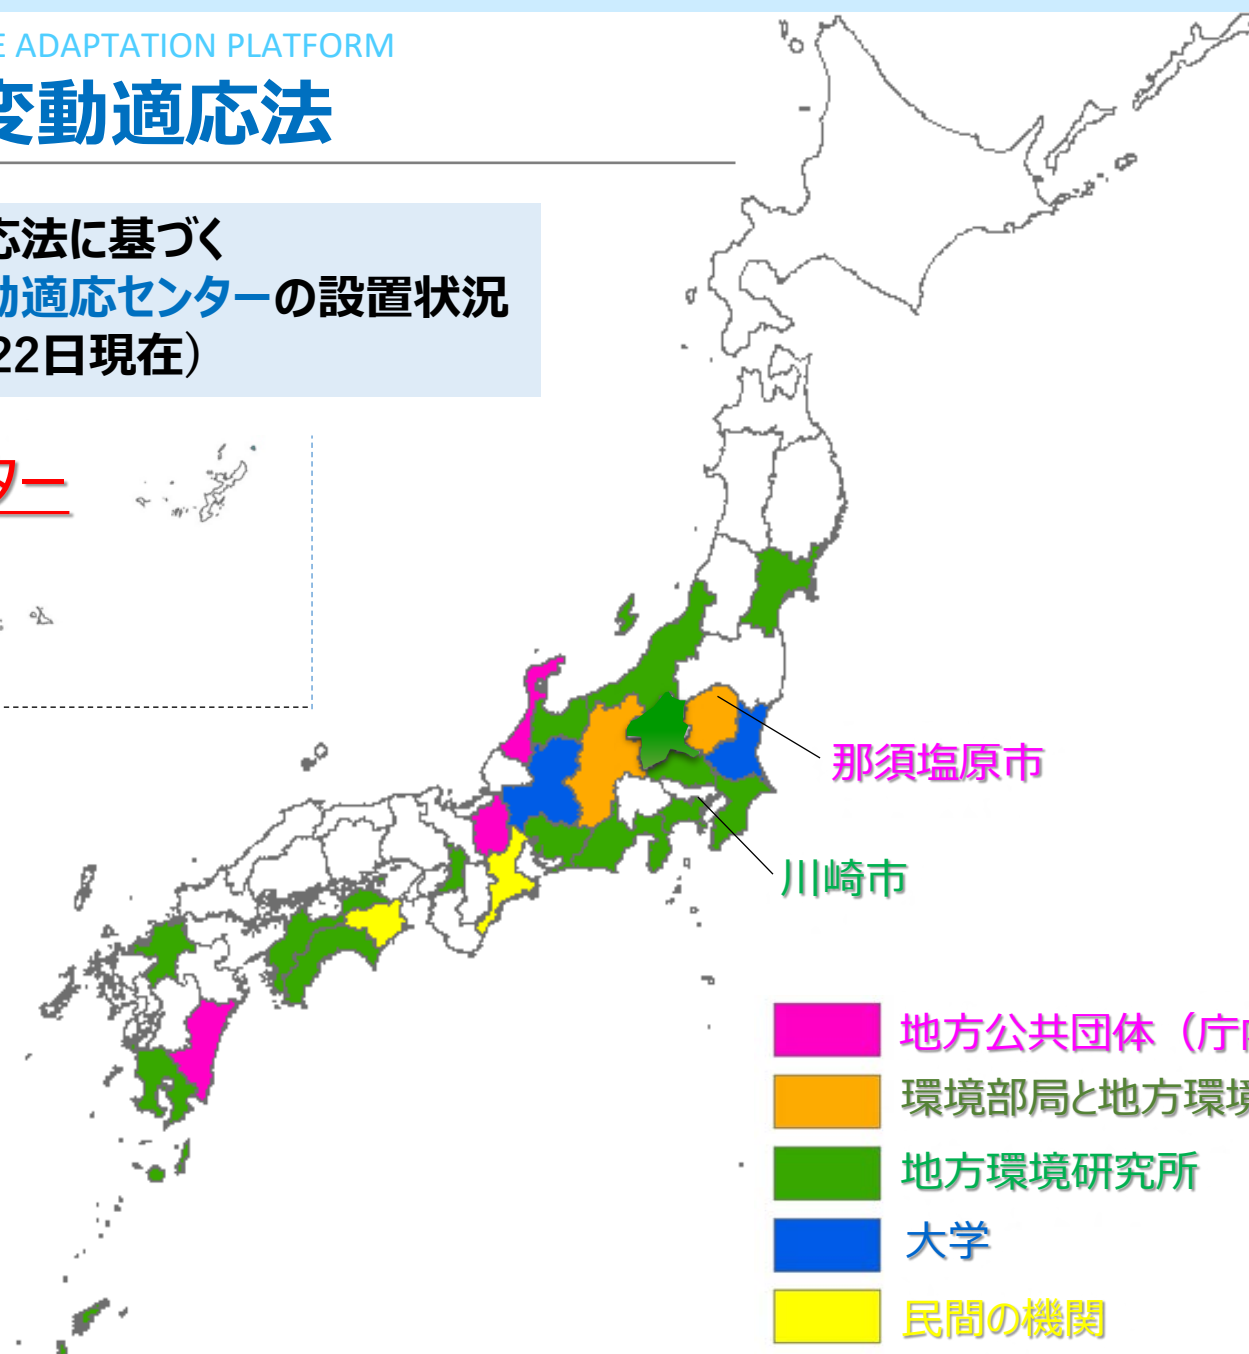 E ADAPTATION PLATFORM
変動適応法
応法に基づく
動適応センターの設置状況
22日現在)
ター
那須塩原市
川崎市
地方公共団体（庁内
環境部局と地方環境
地方環境研究所
大学
民間の機関